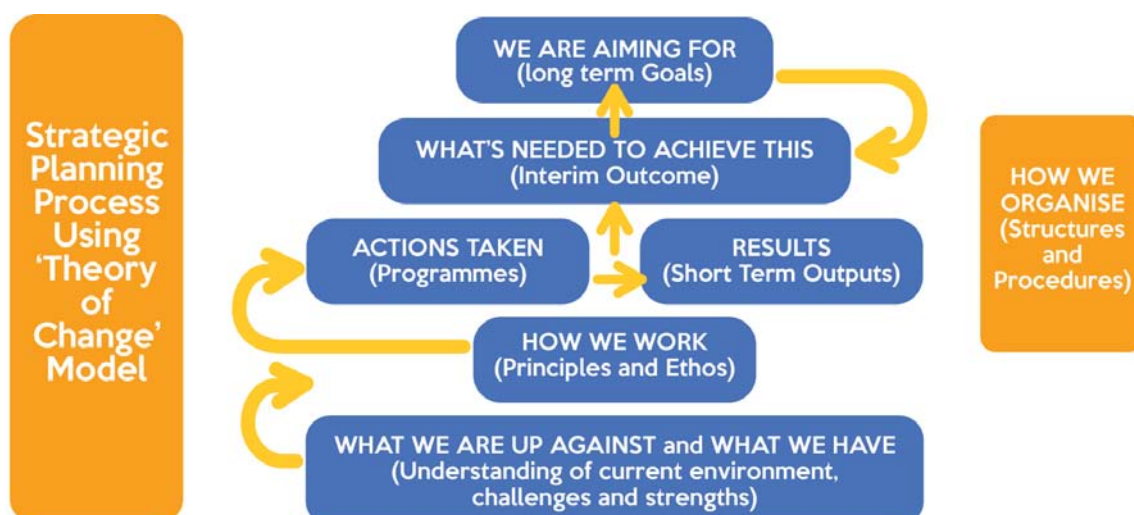 Strategic
Planning
Process
Using
‘Theory
of
Change’
Model
WE ARE AIMING FOR
(long term Goals)
WHAT'S NEEDED TO ACHIEVE THIS
(Interim Outcome)
ACTIONS TAKEN
(Programmes)
RESULTS
(Short Term Outputs)
HOW WE WORK
(Principles and Ethos)
WHAT WE ARE UP AGAINST and WHAT WE HAVE
(Understanding of current environment,
challenges and strengths)
HOW WE
ORGANISE
(Structures
and
Procedures)